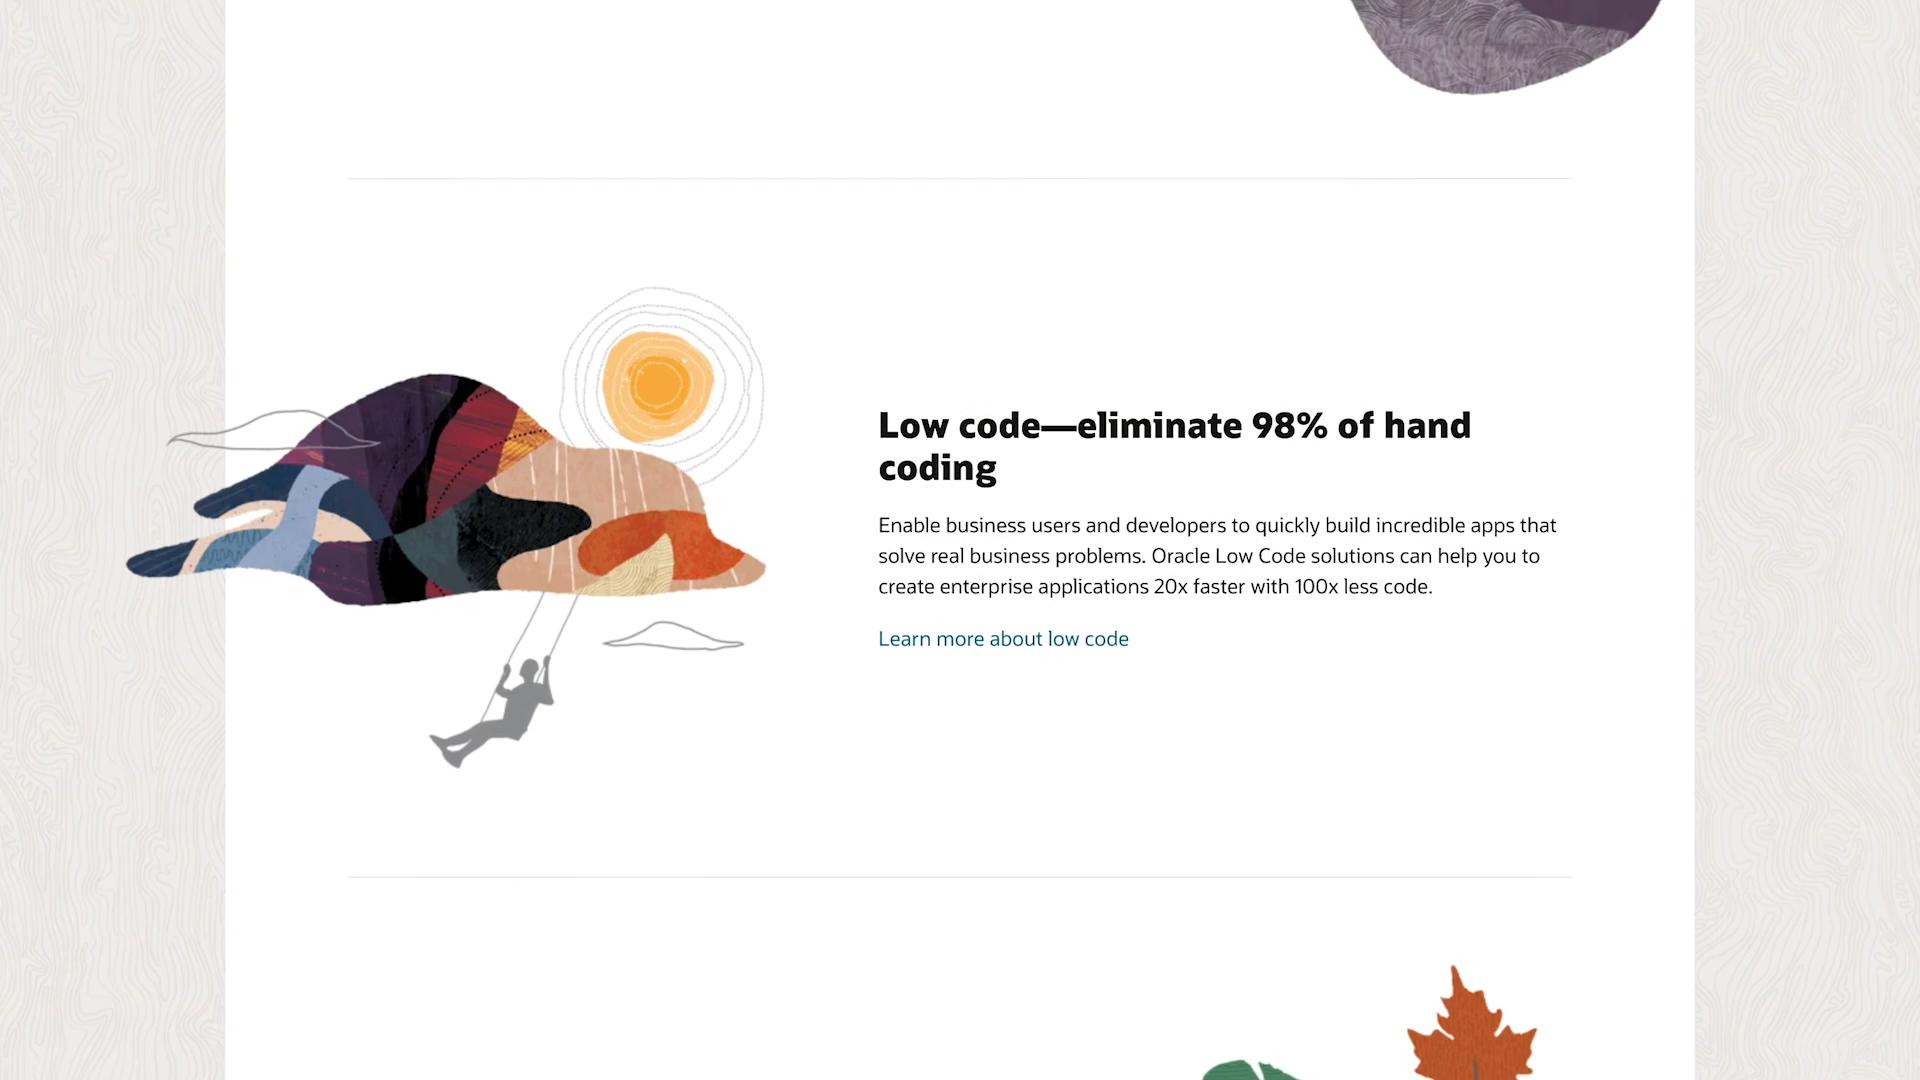 Low code—eliminate 98% of hand
coding
Enable business users and developers to quickly build incredible apps that
solve real business problems. Oracle Low Code solutions can help you to
create enterprise applications 20x faster with 100x less code.
Learn more about low code